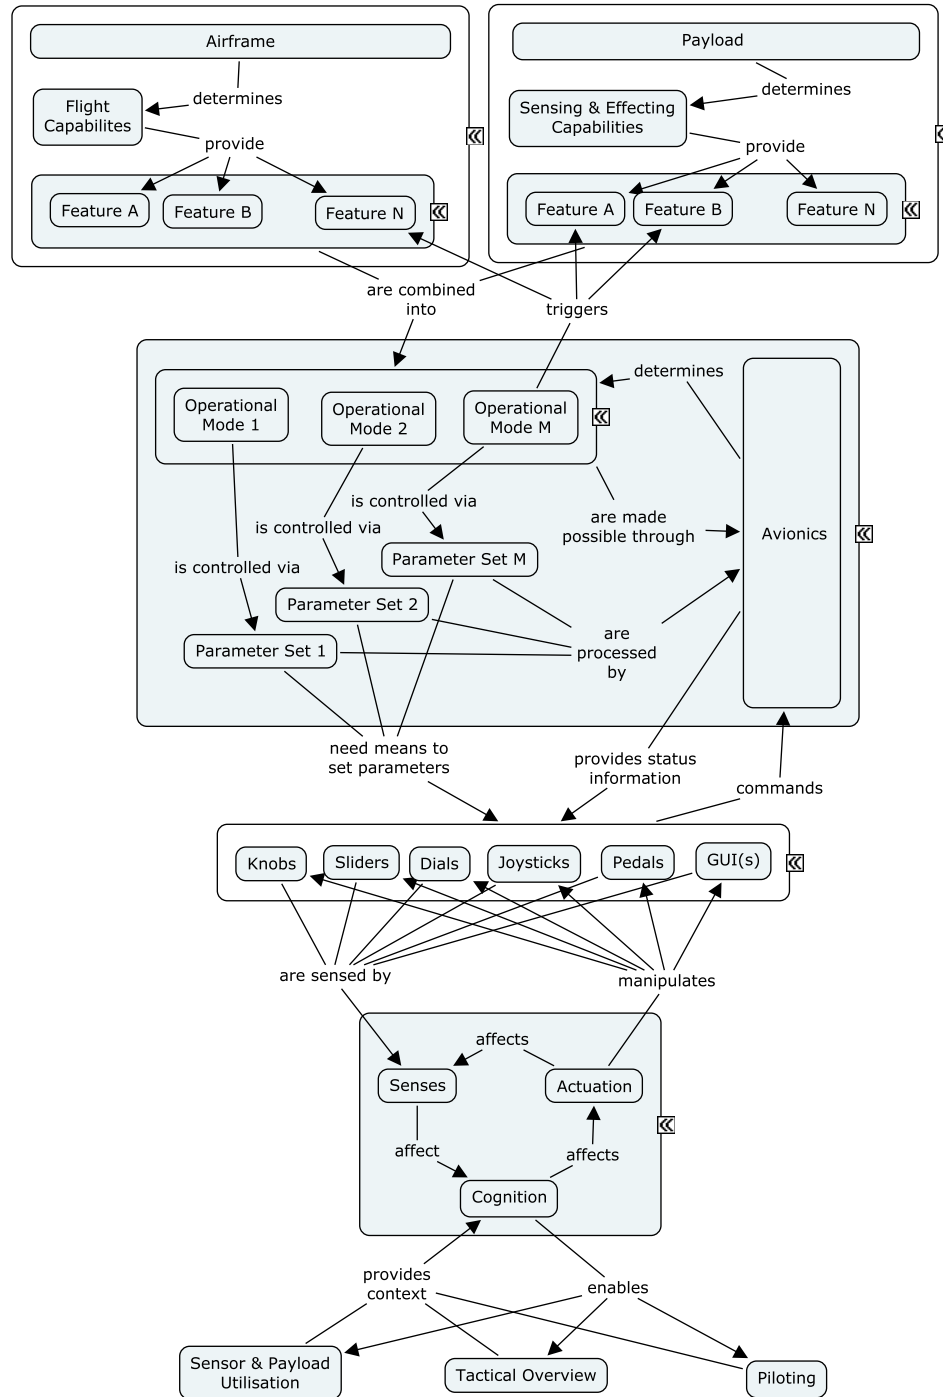 Airframe
Payload
determines
Flight
Capabilites
provide
Feature A
Feature B
Feature N
determines
Sensing & Effecting
Capabilities
provide
Feature A
Feature B
Feature N
are combined
into
triggers
determines
Operational
Mode 1
Operational
Mode 2
Operational
Mode M
is controlled via
is controlled via
is controlled via
are made
possible through
Avionics
Parameter Set M
Parameter Set 2
Parameter Set 1
are
processed
by
need means to
set parameters
provides status
information
commands
Knobs
Sliders
Dials
Joysticks
Pedals
GUI(s)
are sensed by
manipulates
affects
Senses
Actuation
affect
affects
Cognition
provides
context
enables
Sensor & Payload
Utilisation
Tactical Overview
Piloting